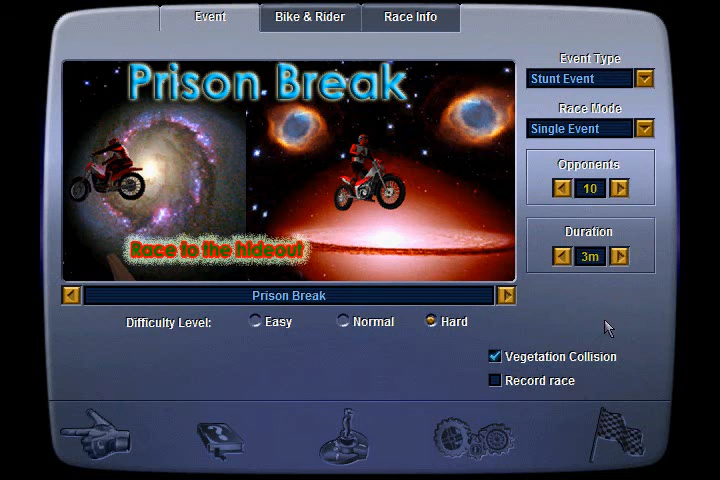 Event
Bike & Rider
Race Info
Prison Break
Race to the hideout
Event Type
Stunt Event
Race Mode
Single Event
Opponents
10
Duration
3m
Prison Break
Difficulty Level:
Easy
Normal
Hard
Vegetation Collision
Record race
?